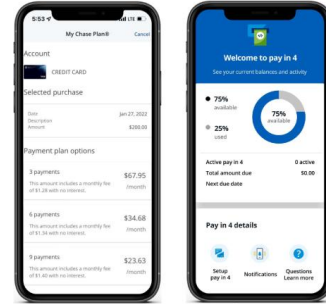 5:53
LTE
My Chase Plan®
Cancel
Account
CREDIT CARD
Selected purchase
Date
Jan 27, 2022
Description
Amount
$200.00
Payment plan options
3 payments
$67.95
This amount includes a monthly fee
of $1.28 with no interest.
/month
6 payments
$34.68
This amount includes a monthly fee
of $1.34 with no interest.
/month
9 payments
$23.63
This amount includes a monthly fee
of $1.40 with no interest.
/month
Welcome to pay in 4
See your current balances and activity
75%
available
25%
used
75%
available
Active pay in 4
0 active
Total amount due
$0.00
Next due date
Pay in 4 details
Setup
pay in 4
Notifications
Questions
Learn more